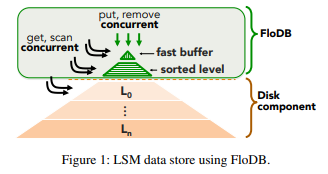 put, remove
concurrent
get, scan
concurrent
fast buffer
sorted level
FloDB
L0
⋮
Ln
Disk
component
Figure 1: LSM data store using FloDB.